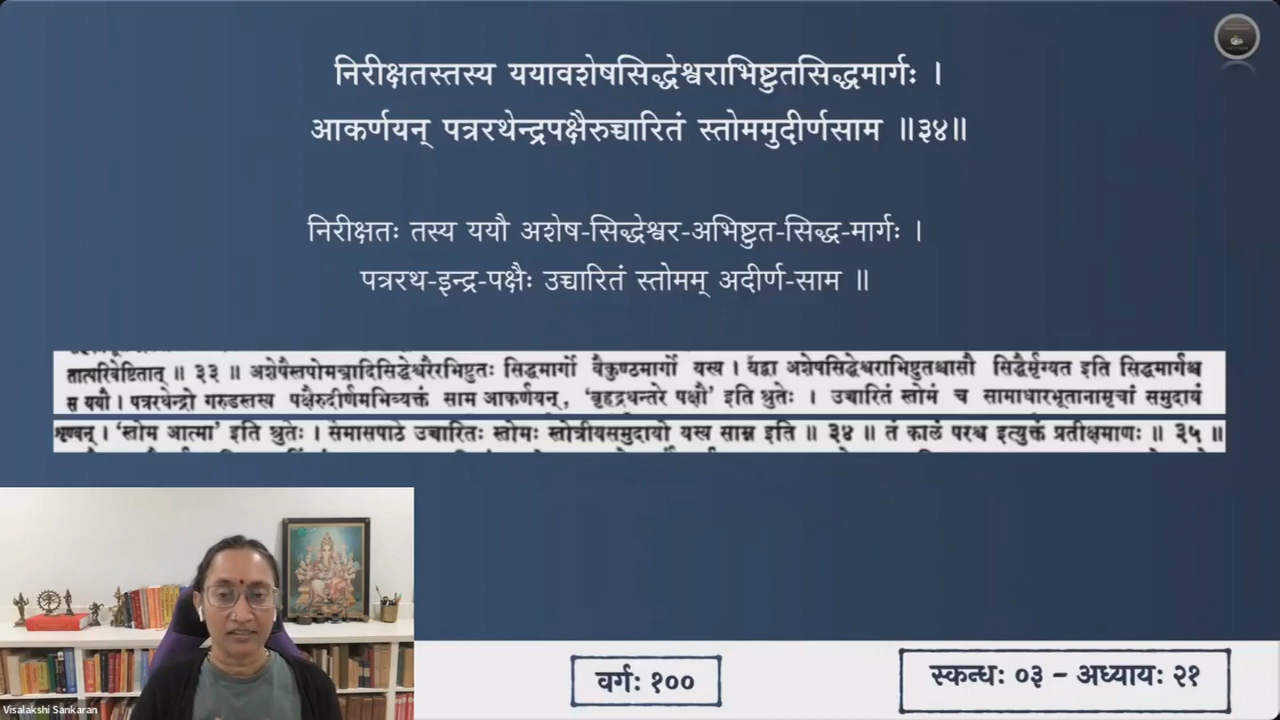 निरीक्षतस्तस्य ययावशेषसिद्धेश्वराभिष्टुतसिद्धमार्गः ।
आकर्णयन् पत्ररथेन्द्रपक्षैरुच्चारितं स्तोममुदीर्णसाम ॥३४॥
निरीक्षतः तस्य ययौ अशेष-सिद्धेश्वर-अभिष्टुत-सिद्ध-मार्गः ।
पत्ररथ-इन्द्र-पक्षैः उच्चारितं स्तोमम् अदीर्ण-साम ॥
तात्परिवेष्टितात् ॥ ३३ ॥ अशेषैस्तपोमन्त्रादिसिद्धेश्वरैरभिष्टुतः सिद्धमार्गो वैकुण्ठमार्गो यस्य । यद्वा अशेषसिद्धेश्वराभिष्टुतश्चासौ सिद्धैर्मृग्यत इति सिद्धमार्गश्च
स ययौ । पत्ररथेन्द्रो गरुडस्तस्य पक्षैरुदीर्णमभिव्यक्तं साम आकर्णयन्, ‘बृहद्रथन्तरे पक्षौ’ इति श्रुतेः । उच्चारितं स्तोमं च सामाधारभूतानामृचां समुदायं
शृण्वन् । ‘स्तोम आत्मा’ इति श्रुतेः । सेमासपाठे उच्चारितः स्तोमः स्तोत्रीयसमुदायो यस्य साम्न इति ॥ ३४ ॥ तं कालं परश्व इत्युक्तं प्रतीक्षमाणः ॥ ३५ ॥
Visalakshi Sankaran
वर्गः १००
स्कन्धः ०३ - अध्यायः २१